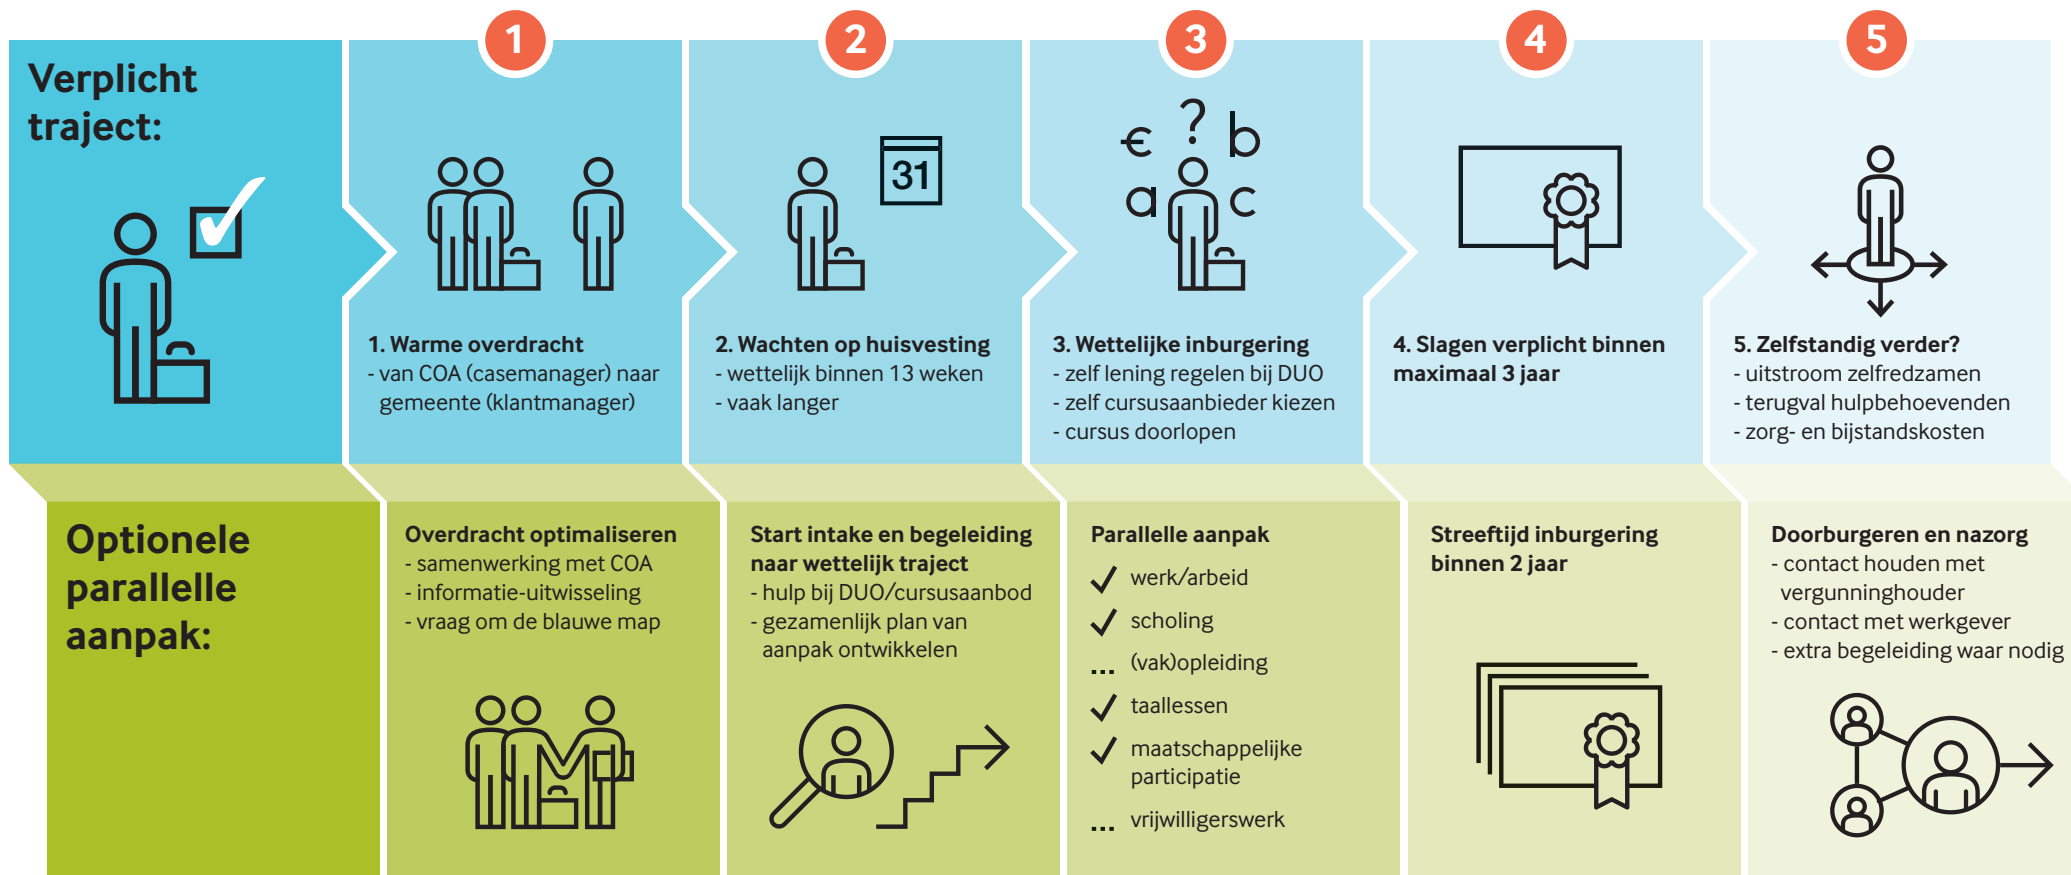 1
2
3
4
5
Verplicht
traject:
31
€ ? b
a c
1. Warme overdracht
- van COA (casemanager) naar
gemeente (klantmanager)
2. Wachten op huisvesting
- wettelijk binnen 13 weken
- vaak langer
3. Wettelijke inburgering
- zelf lening regelen bij DUO
- zelf cursusaanbieder kiezen
- cursus doorlopen
4. Slagen verplicht binnen
maximaal 3 jaar
5. Zelfstandig verder?
- uitstroom zelfredzamen
- terugval hulpbehoevenden
- zorg- en bijstandskosten
Optionele
parallelle
aanpak:
Overdracht optimaliseren
- samenwerking met COA
- informatie-uitwisseling
- vraag om de blauwe map
Start intake en begeleiding
naar wettelijk traject
- hulp bij DUO/cursusaanbod
- gezamenlijk plan van
aanpak ontwikkelen
Parallelle aanpak
✓ werk/arbeid
✓ scholing
... (vak)opleiding
✓ taallessen
✓ maatschappelijke
participatie
... vrijwilligerswerk
Streeftijd inburgering
binnen 2 jaar
Doorburgeren en nazorg
- contact houden met
vergunninghouder
- contact met werkgever
- extra begeleiding waar nodig